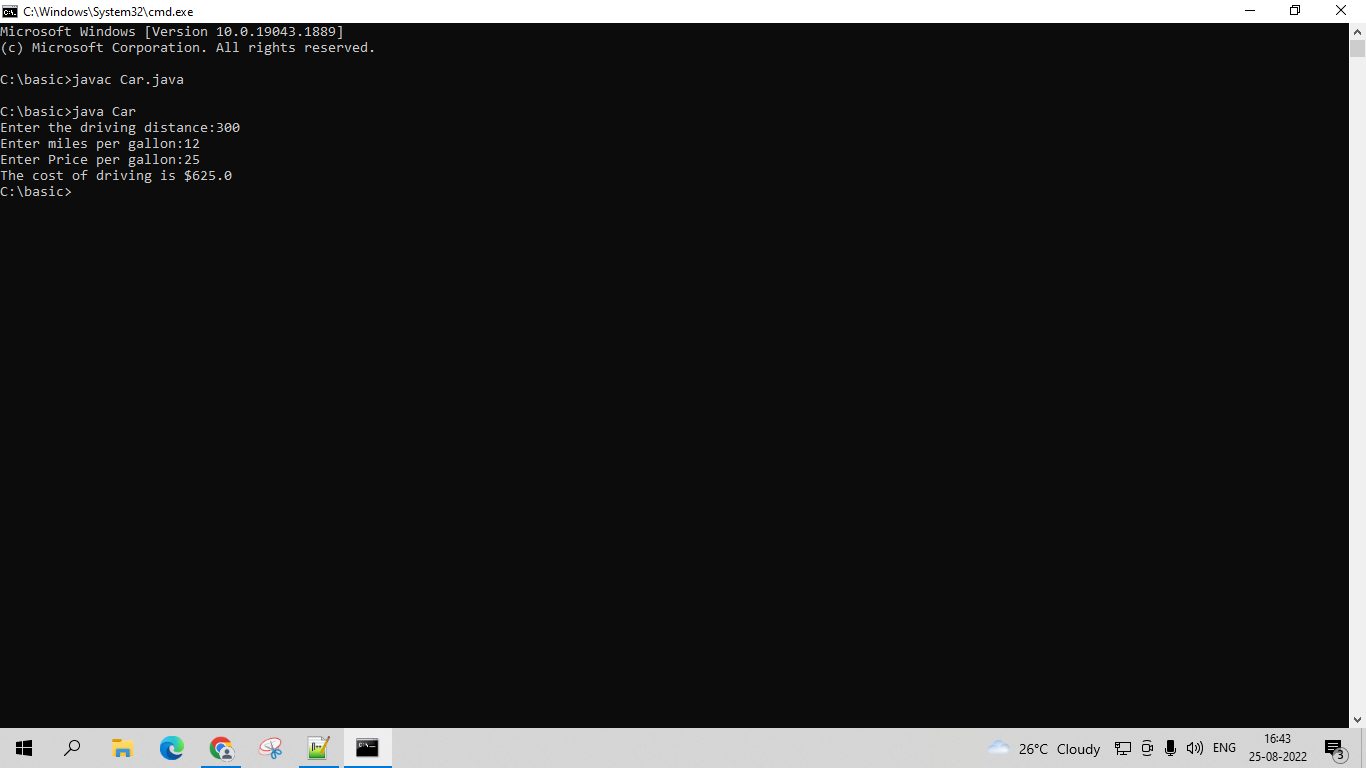 C:\Windows\System32\cmd.exe
Microsoft Windows [Version 10.0.19043.1889]
(c) Microsoft Corporation. All rights reserved.
C:\basic>javac Car.java
C:\basic>java Car
Enter the driving distance:300
Enter miles per gallon:12
Enter Price per gallon:25
The cost of driving is $625.0
C:\basic>
26°C Cloudy
ENG
16:43
25-08-2022
3